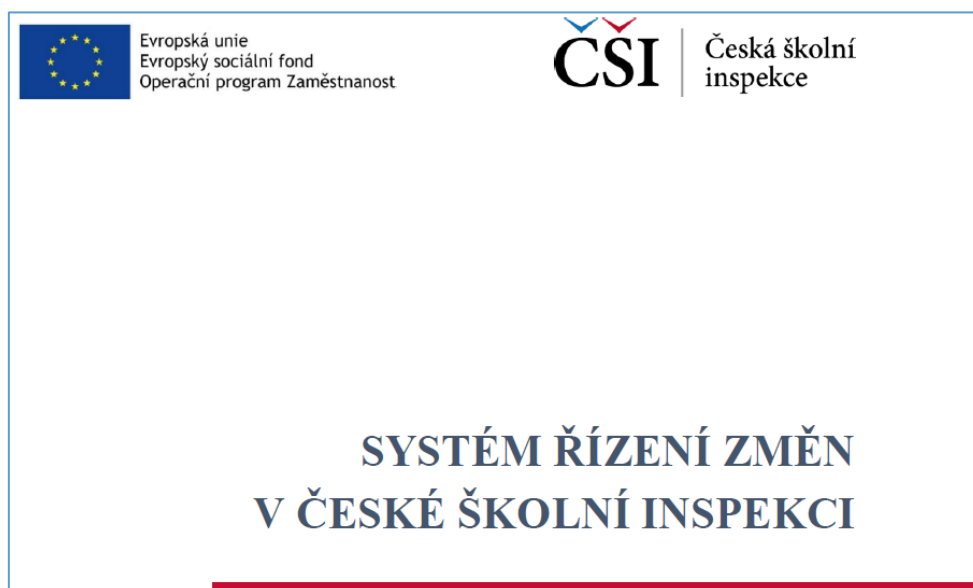 Evropská unie
Evropský sociální fond
Operační program Zaměstnanost
ČŠI
Česká školní
inspekce
SYSTÉM ŘÍZENÍ ZMĚN
V ČESKÉ ŠKOLNÍ INSPEKCI